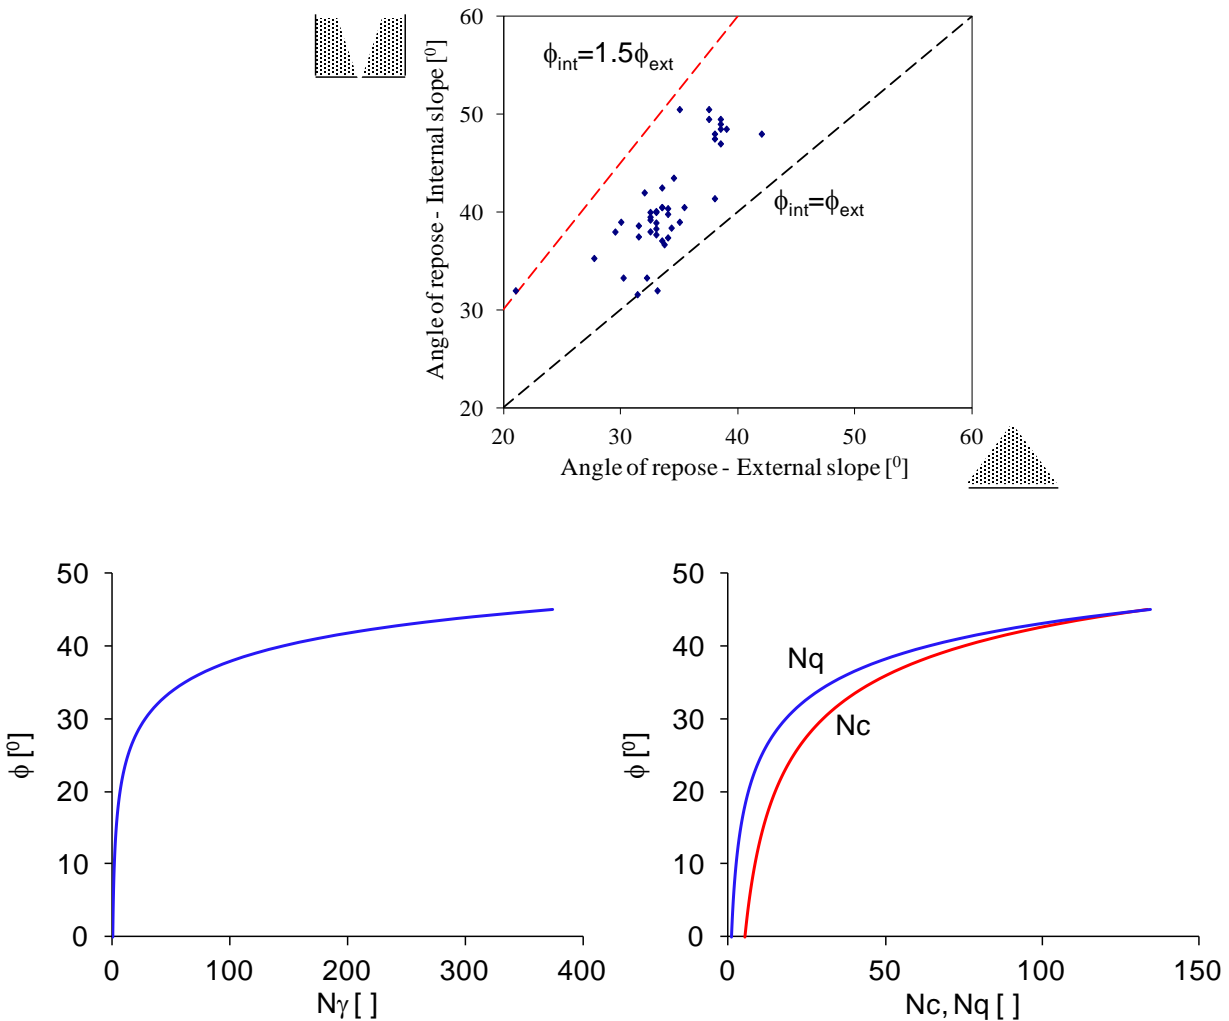 60
50
40
30
20
Angle of repose - Internal slope [⁰]
ϕint=1.5ϕext
ϕint=ϕext
20 30 40 50 60
Angle of repose - External slope [⁰]
50
40
30
20
10
0
ϕ [⁰]
0 100 200 300 400
Nγ [ ]
50
40
30
20
10
0
ϕ [⁰]
Nq
Nc
0 50 100 150
Nc, Nq [ ]